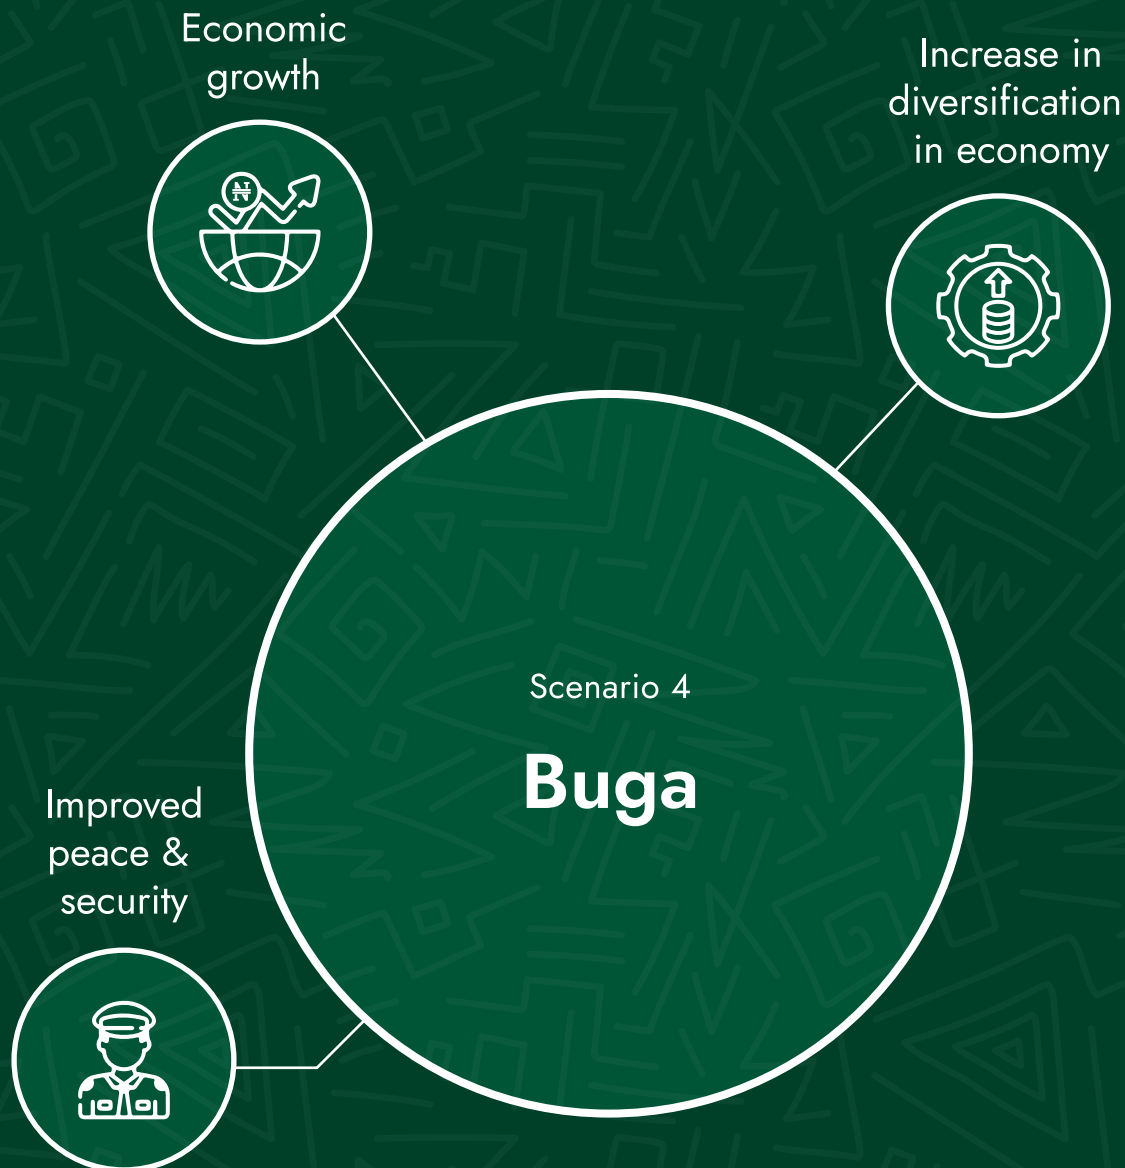 Economic
growth
Increase in
diversification
in economy
₦
Scenario 4
Buga
Improved
peace &
security